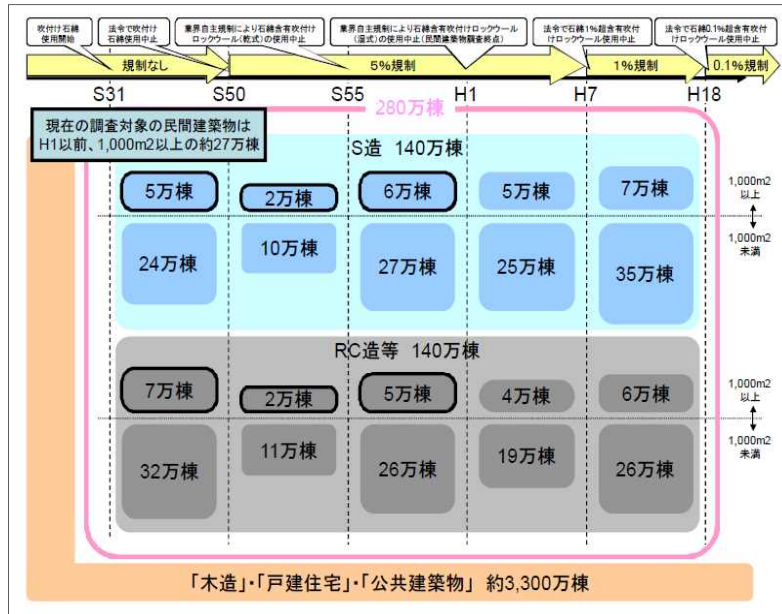 吹付け石綿
使用開始
法令で吹付け
石綿使用中止
業界自主規制により石綿含有吹付け
ロックウール(乾式)の使用中止
業界自主規制により石綿含有吹付けロックウール
(湿式)の使用中止(民間建築物調査終点)
法令で石綿1%超含有吹付
けロックウール使用中止
法令で石綿0.1%超含有吹付
けロックウール使用中止
規制なし
5%規制
1%規制
0.1%規制
S31
S50
S55
H1
H7
H18
280万棟
現在の調査対象の民間建築物は
H1以前、1,000m2以上の約27万棟
S造 140万棟
5万棟
2万棟
6万棟
5万棟
7万棟
1,000m2
以上
1,000m2
未満
24万棟
10万棟
27万棟
25万棟
35万棟
RC造等 140万棟
7万棟
2万棟
5万棟
4万棟
6万棟
1,000m2
以上
1,000m2
未満
32万棟
11万棟
26万棟
19万棟
26万棟
「木造」・「戸建住宅」・「公共建築物」 約3,300万棟